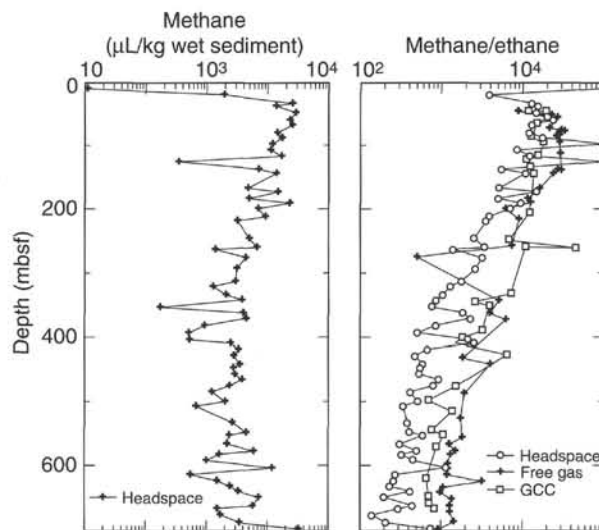 Methane
(μL/kg wet sediment)
Methane/ethane
10 10³ 10⁴
10² 10⁴
0
200
400
600
Depth (mbsf)
Headspace
Headspace
Free gas
GCC